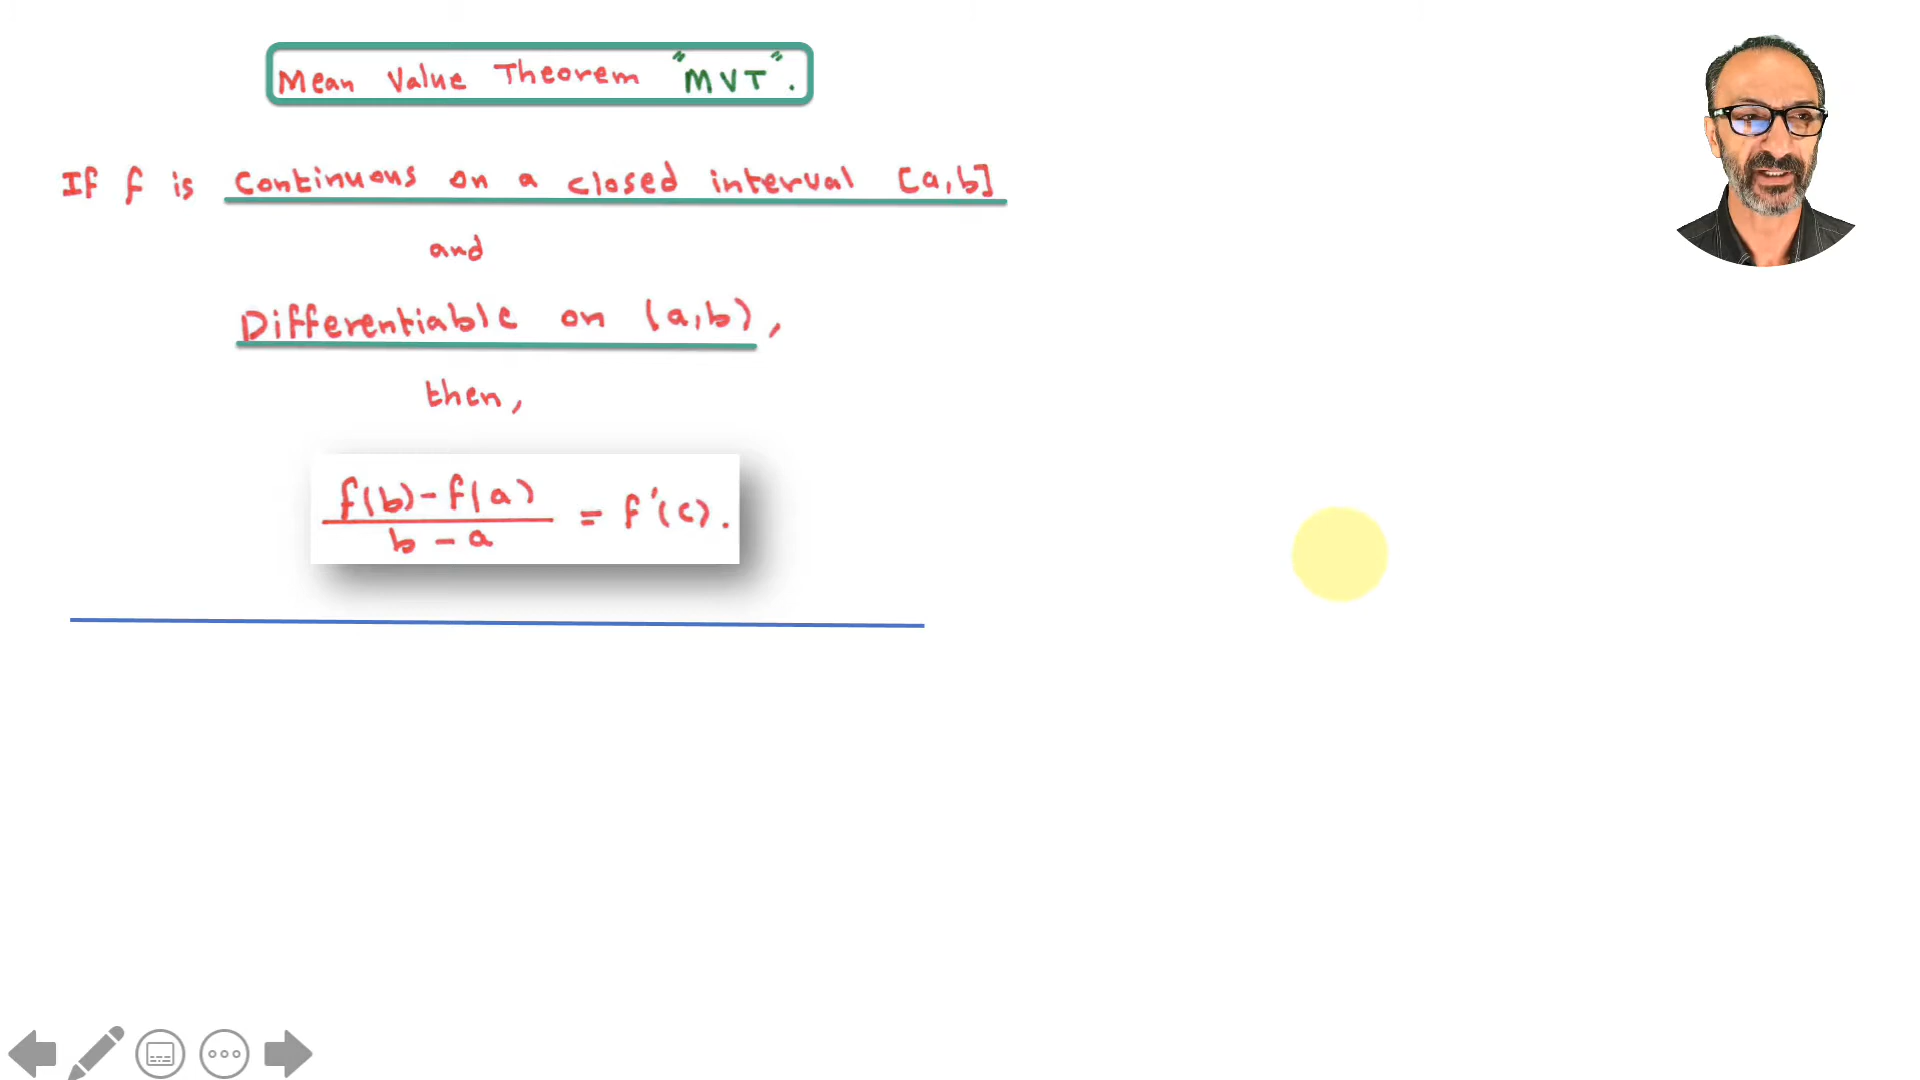 Mean Value Theorem "MVT".
If f is continuous on a closed interval [a,b]
and
Differentiable on (a,b),
then,
f(b)-f(a)
b-a
= f'(c).